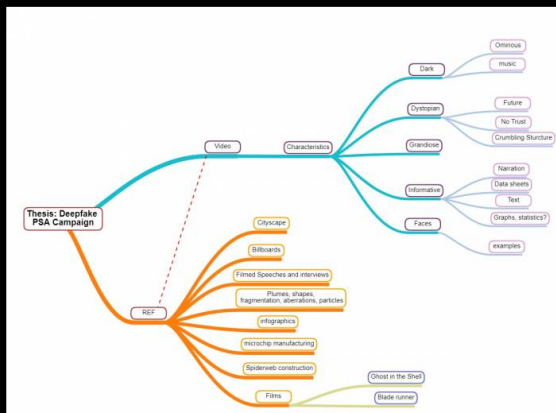 Thesis: Deepfake
PSA Campaign
Video
Characteristics
Dark
Ominous
music
Dystopian
Future
No Trust
Crumbling Sturcture
Grandiose
Informative
Narration
Data sheets
Text
Graphs, statistics?
Faces
examples
REF
Cityscape
Billboards
Filmed Speeches and interviews
Plumes, shapes,
fragmentation, aberrations, particles
infographics
microchip manufacturing
Spiderweb construction
Films
Ghost in the Shell
Blade runner